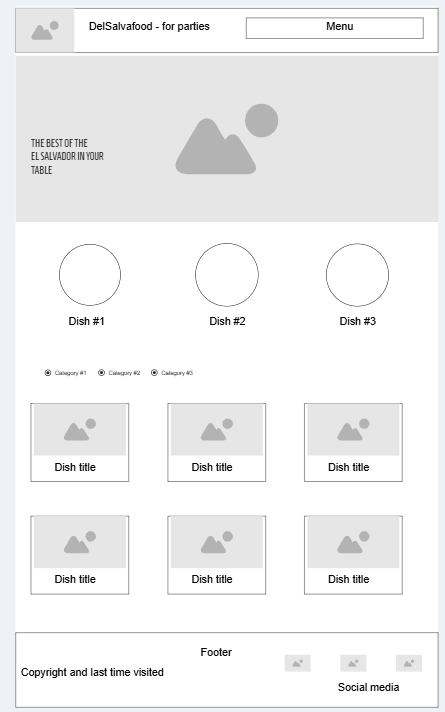 DelSalvafood - for parties
Menu
THE BEST OF THE
EL SALVADOR IN YOUR
TABLE
Dish #1
Dish #2
Dish #3
Category #1
Category #2
Category #3
Dish title
Dish title
Dish title
Dish title
Dish title
Dish title
Footer
Copyright and last time visited
Social media